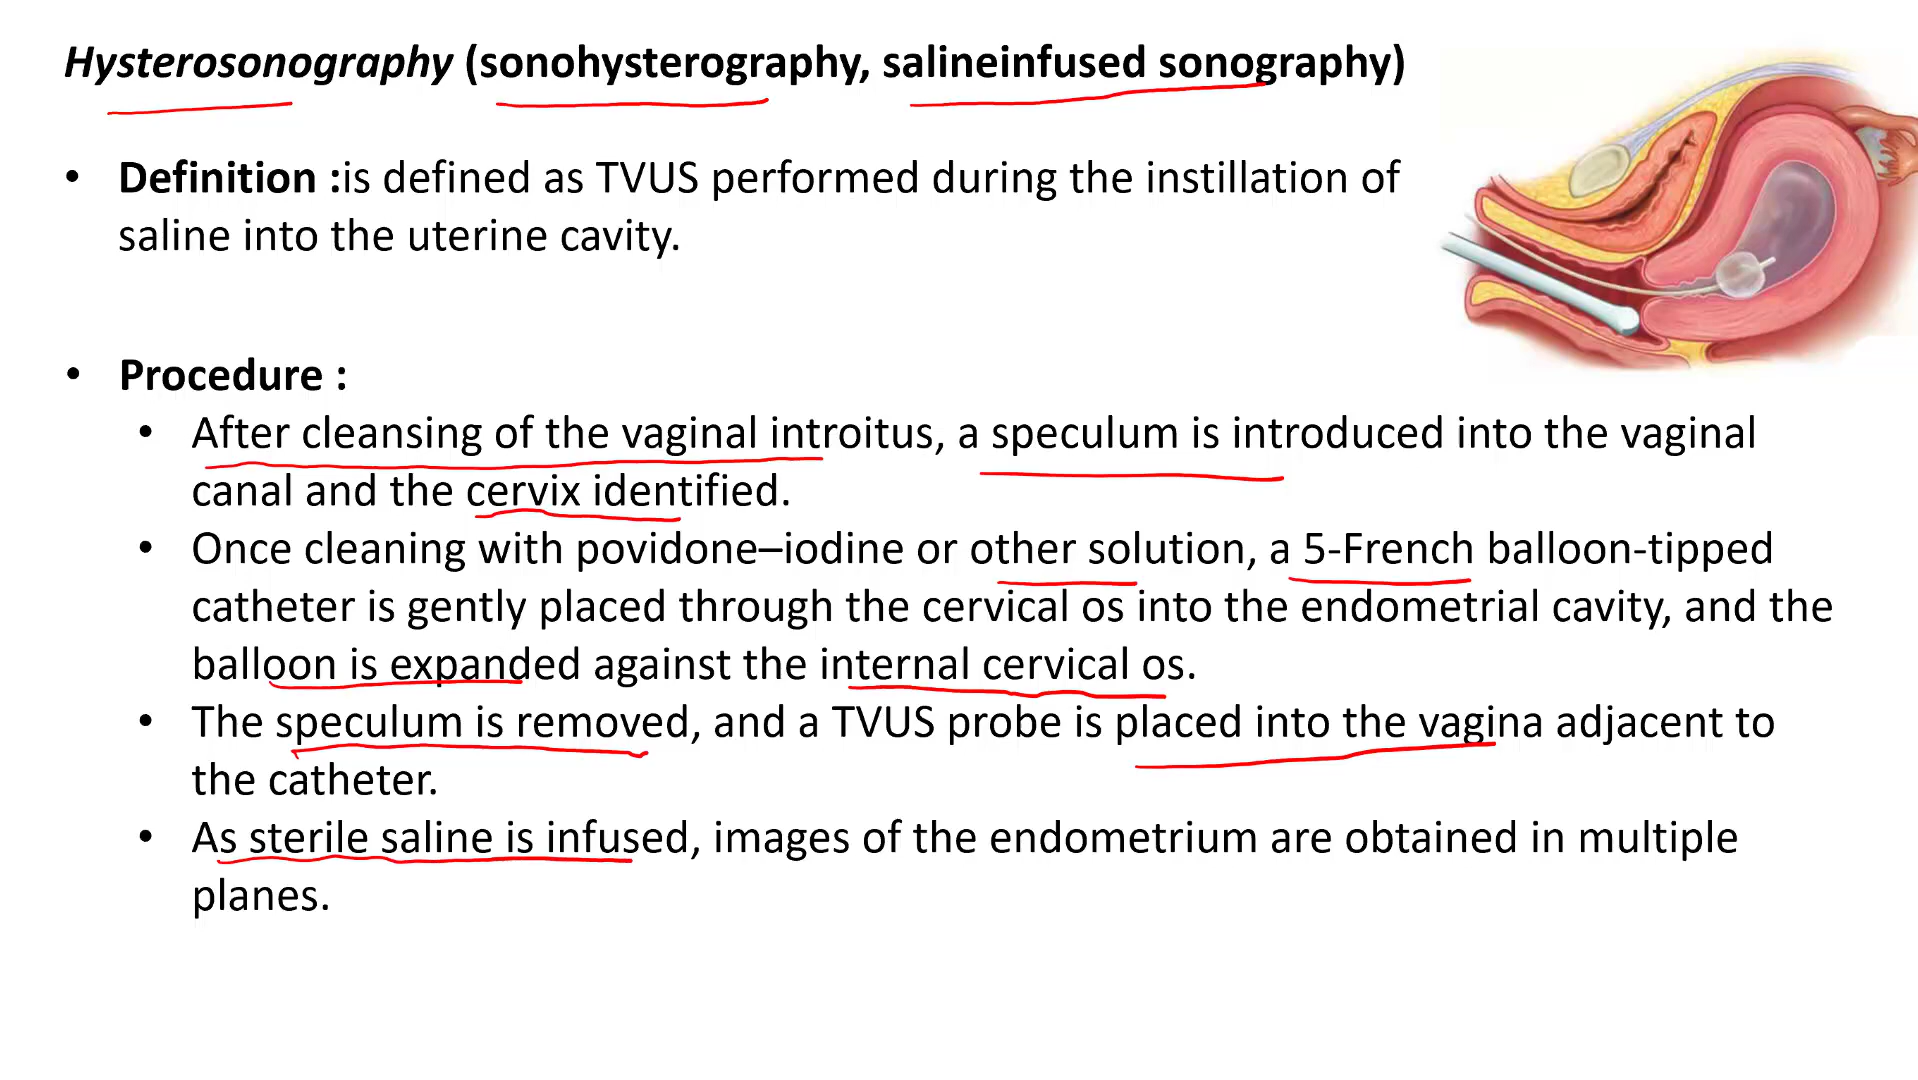 Hysterosonography (sonohysterography, salineinfused sonography)
• Definition :is defined as TVUS performed during the instillation of
saline into the uterine cavity.
• Procedure :
• After cleansing of the vaginal introitus, a speculum is introduced into the vaginal
canal and the cervix identified.
• Once cleaning with povidone–iodine or other solution, a 5-French balloon-tipped
catheter is gently placed through the cervical os into the endometrial cavity, and the
balloon is expanded against the internal cervical os.
• The speculum is removed, and a TVUS probe is placed into the vagina adjacent to
the catheter.
• As sterile saline is infused, images of the endometrium are obtained in multiple
planes.